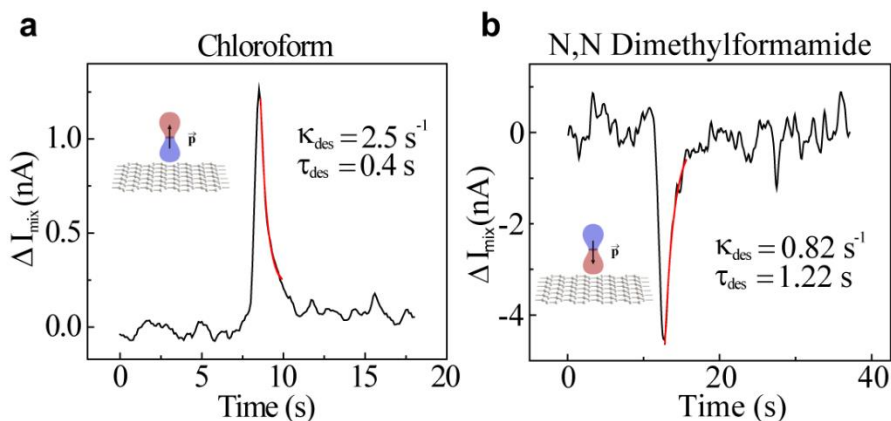 a
Chloroform
ΔI_mix (nA)
1.0
0.5
0.0
p⃗
κ_des = 2.5 s⁻¹
τ_des = 0.4 s
0
5
10
15
20
Time (s)
b
N,N Dimethylformamide
ΔI_mix (nA)
0
-2
-4
p⃗
κ_des = 0.82 s⁻¹
τ_des = 1.22 s
0
20
40
Time (s)